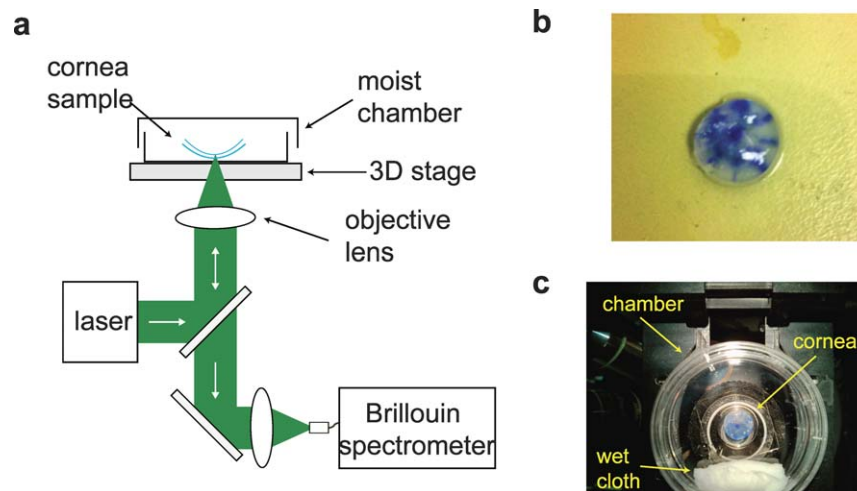 a
cornea
sample
moist
chamber
3D stage
objective
lens
laser
Brillouin
spectrometer
b
c
chamber
cornea
wet
cloth